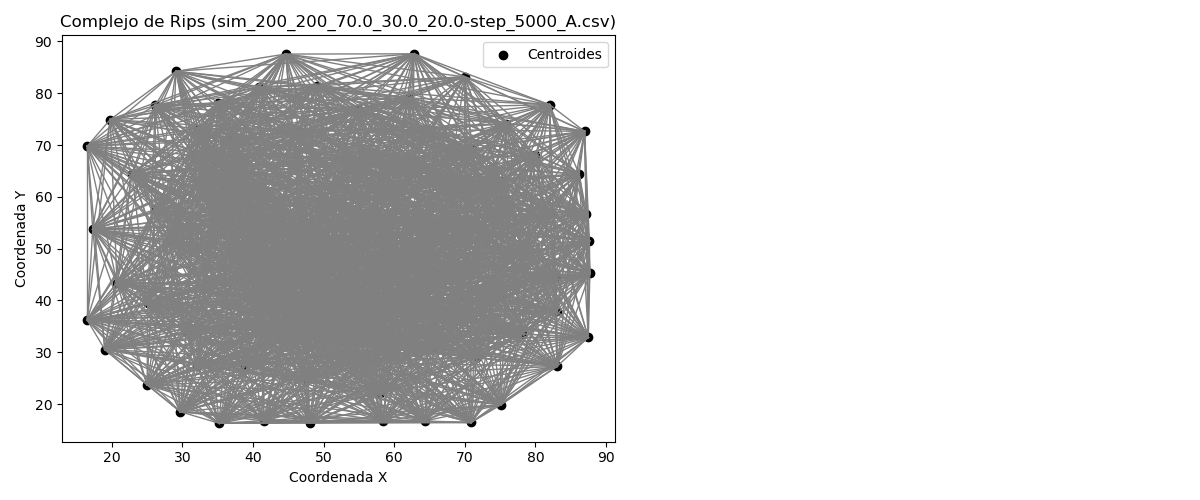 Complejo de Rips (sim_200_200_70.0_30.0_20.0-step_5000_A.csv)
Centroides
90
80
70
60
50
40
30
20
Coordenada Y
20 30 40 50 60 70 80 90
Coordenada X